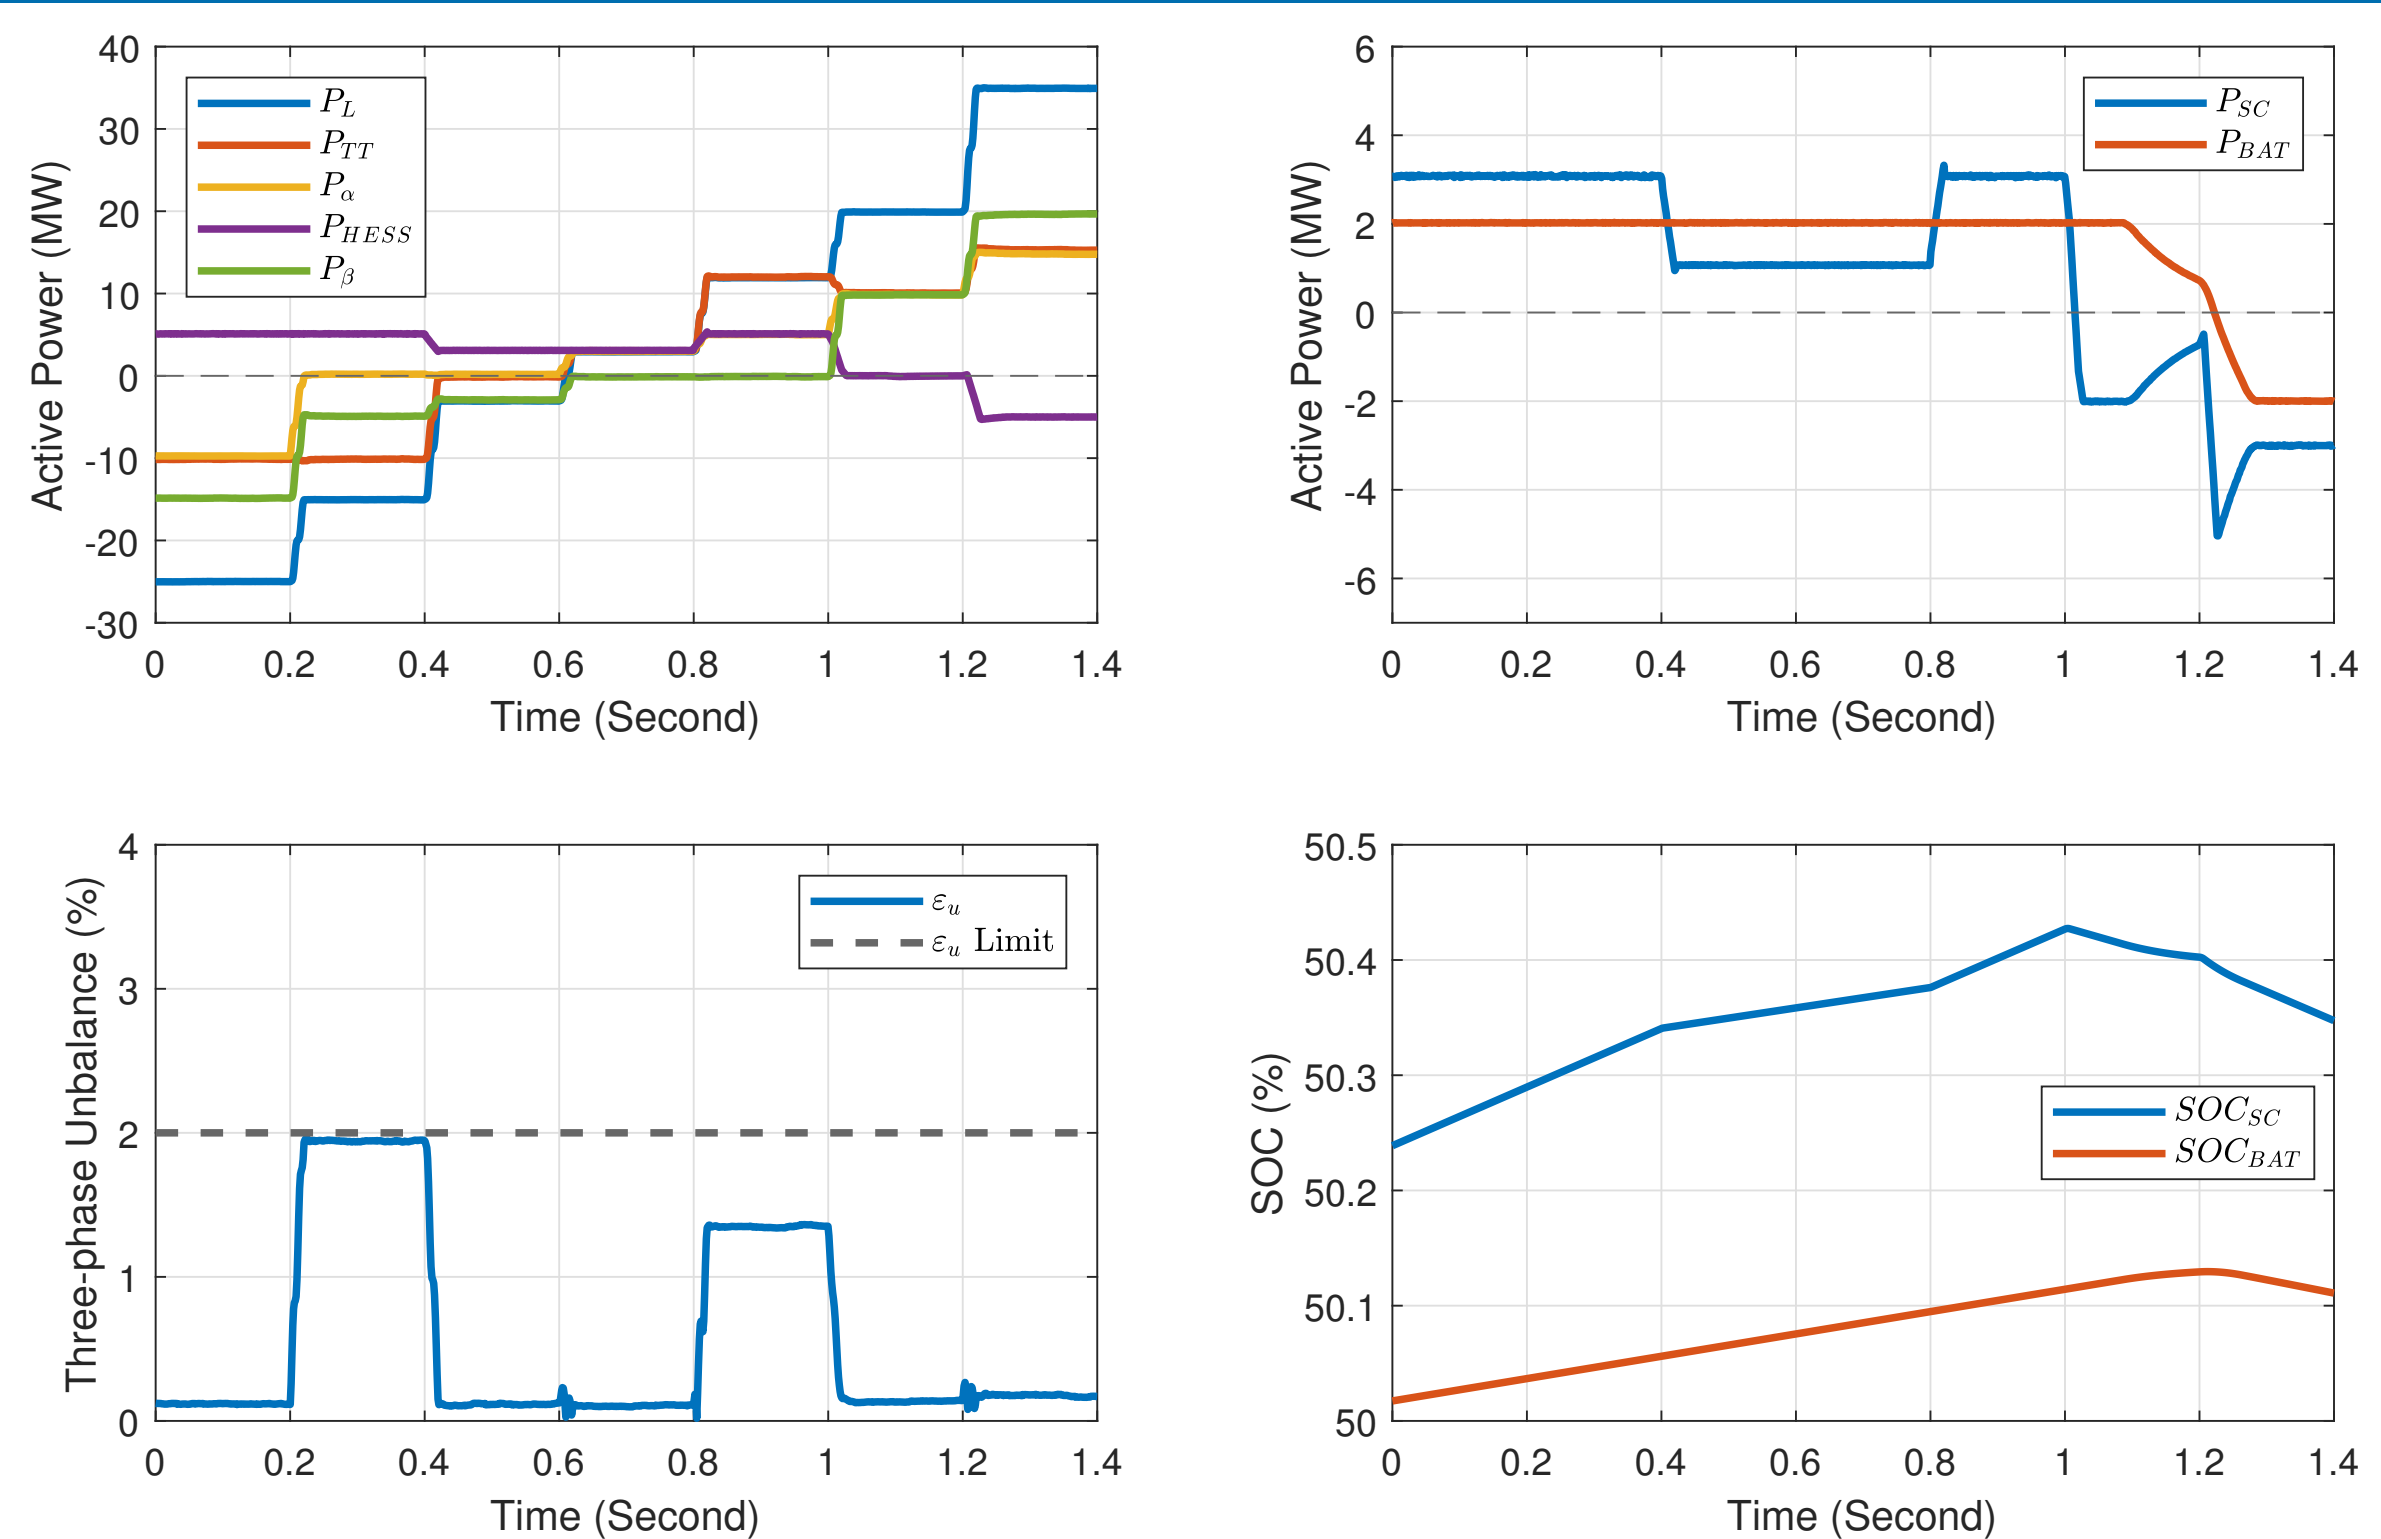 40
30
20
10
0
-10
-20
-30
Active Power (MW)
P_L
P_TT
P_α
P_HESS
P_β
0 0.2 0.4 0.6 0.8 1 1.2 1.4
Time (Second)
6
4
2
0
-2
-4
-6
Active Power (MW)
P_SC
P_BAT
0 0.2 0.4 0.6 0.8 1 1.2 1.4
Time (Second)
4
3
2
1
0
Three-phase Unbalance (%)
ε_u
ε_u Limit
0 0.2 0.4 0.6 0.8 1 1.2 1.4
Time (Second)
50.5
50.4
50.3
50.2
50.1
50
SOC (%)
SOC_SC
SOC_BAT
0 0.2 0.4 0.6 0.8 1 1.2 1.4
Time (Second)